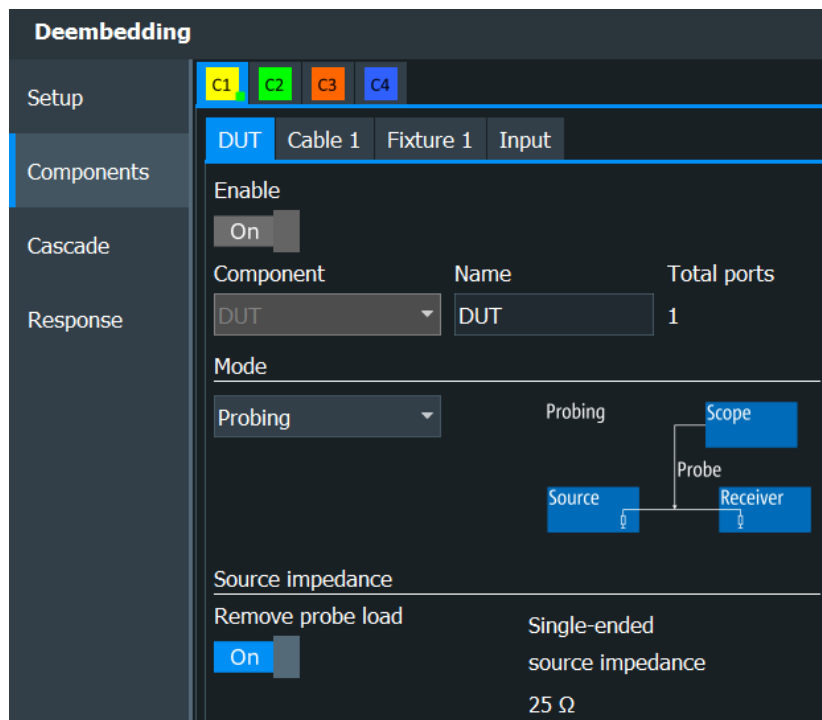 Deembedding
Setup
Components
Cascade
Response
C1 C2 C3 C4
DUT Cable 1 Fixture 1 Input
Enable
On
Component Name Total ports
DUT DUT 1
Mode
Probing
Probing Scope
Probe
Source Receiver
Source impedance
Remove probe load
On
Single-ended
source impedance
25 Ω